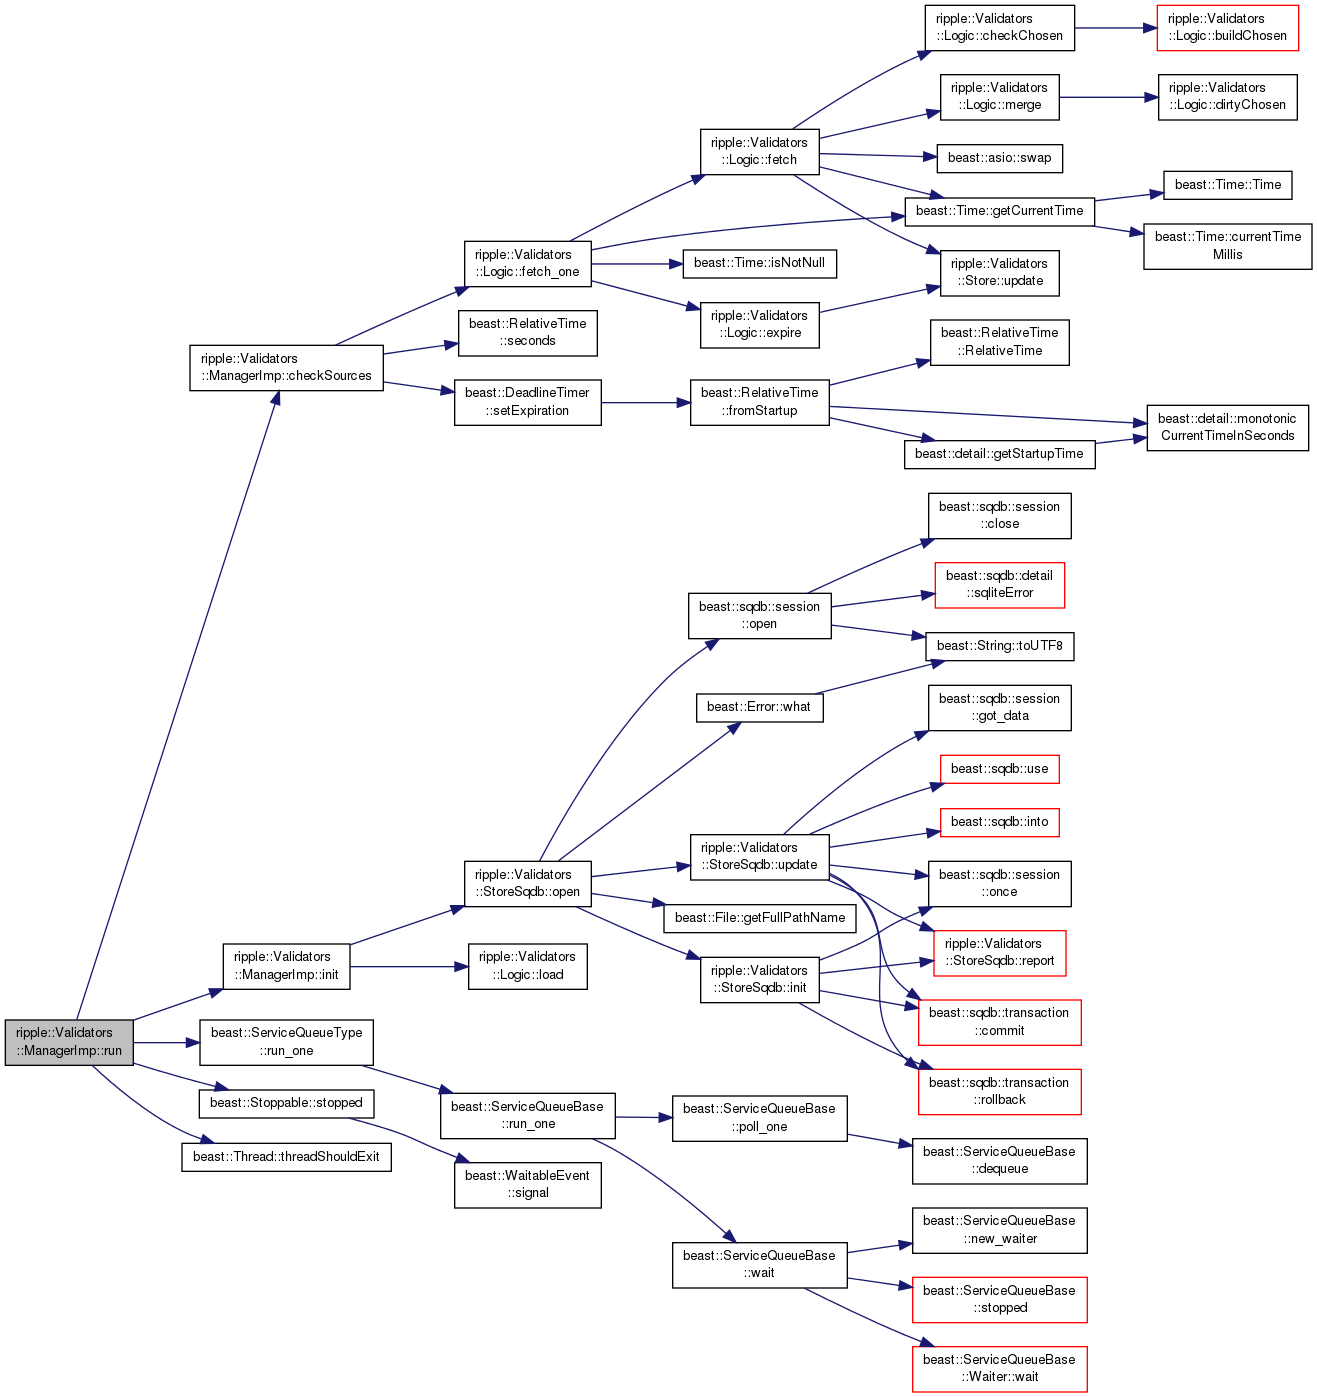 ripple::Validators
::Logic::checkChosen
ripple::Validators
::Logic::buildChosen
ripple::Validators
::Logic::merge
ripple::Validators
::Logic::dirtyChosen
ripple::Validators
::Logic::fetch
beast::asio::swap
beast::Time::Time
beast::Time::getCurrentTime
beast::Time::currentTime
Millis
ripple::Validators
::Logic::fetch_one
beast::Time::isNotNull
ripple::Validators
::Store::update
ripple::Validators
::Logic::expire
beast::RelativeTime
::seconds
beast::RelativeTime
::RelativeTime
ripple::Validators
::ManagerImp::checkSources
beast::DeadlineTimer
::setExpiration
beast::RelativeTime
::fromStartup
beast::detail::monotonic
CurrentTimeInSeconds
beast::detail::getStartupTime
beast::sqdb::session
::close
beast::sqdb::detail
::sqliteError
beast::sqdb::session
::open
beast::String::toUTF8
beast::Error::what
beast::sqdb::session
::got_data
beast::sqdb::use
beast::sqdb::into
ripple::Validators
::StoreSqdb::update
ripple::Validators
::StoreSqdb::open
beast::sqdb::session
::once
beast::File::getFullPathName
ripple::Validators
::StoreSqdb::report
ripple::Validators
::ManagerImp::init
ripple::Validators
::Logic::load
ripple::Validators
::StoreSqdb::init
beast::sqdb::transaction
::commit
ripple::Validators
::ManagerImp::run
beast::ServiceQueueType
::run_one
beast::sqdb::transaction
::rollback
beast::Stoppable::stopped
beast::ServiceQueueBase
::run_one
beast::ServiceQueueBase
::poll_one
beast::Thread::threadShouldExit
beast::ServiceQueueBase
::dequeue
beast::WaitableEvent
::signal
beast::ServiceQueueBase
::new_waiter
beast::ServiceQueueBase
::wait
beast::ServiceQueueBase
::stopped
beast::ServiceQueueBase
::Waiter::wait